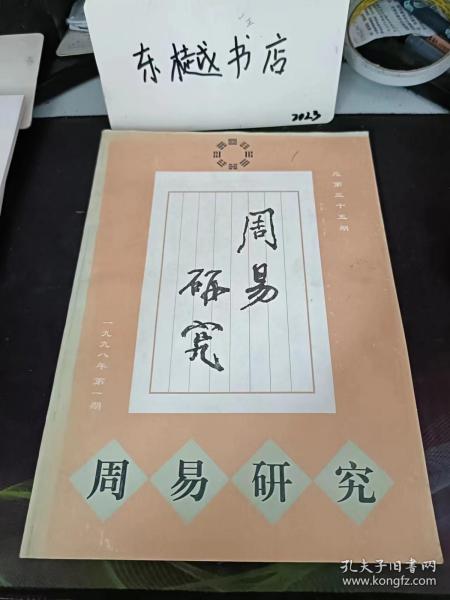 东樾书店
2023
总第三十五期
周易
研究
一九九八年第一期
周易研究
孔夫子旧书网
www.kongfz.com